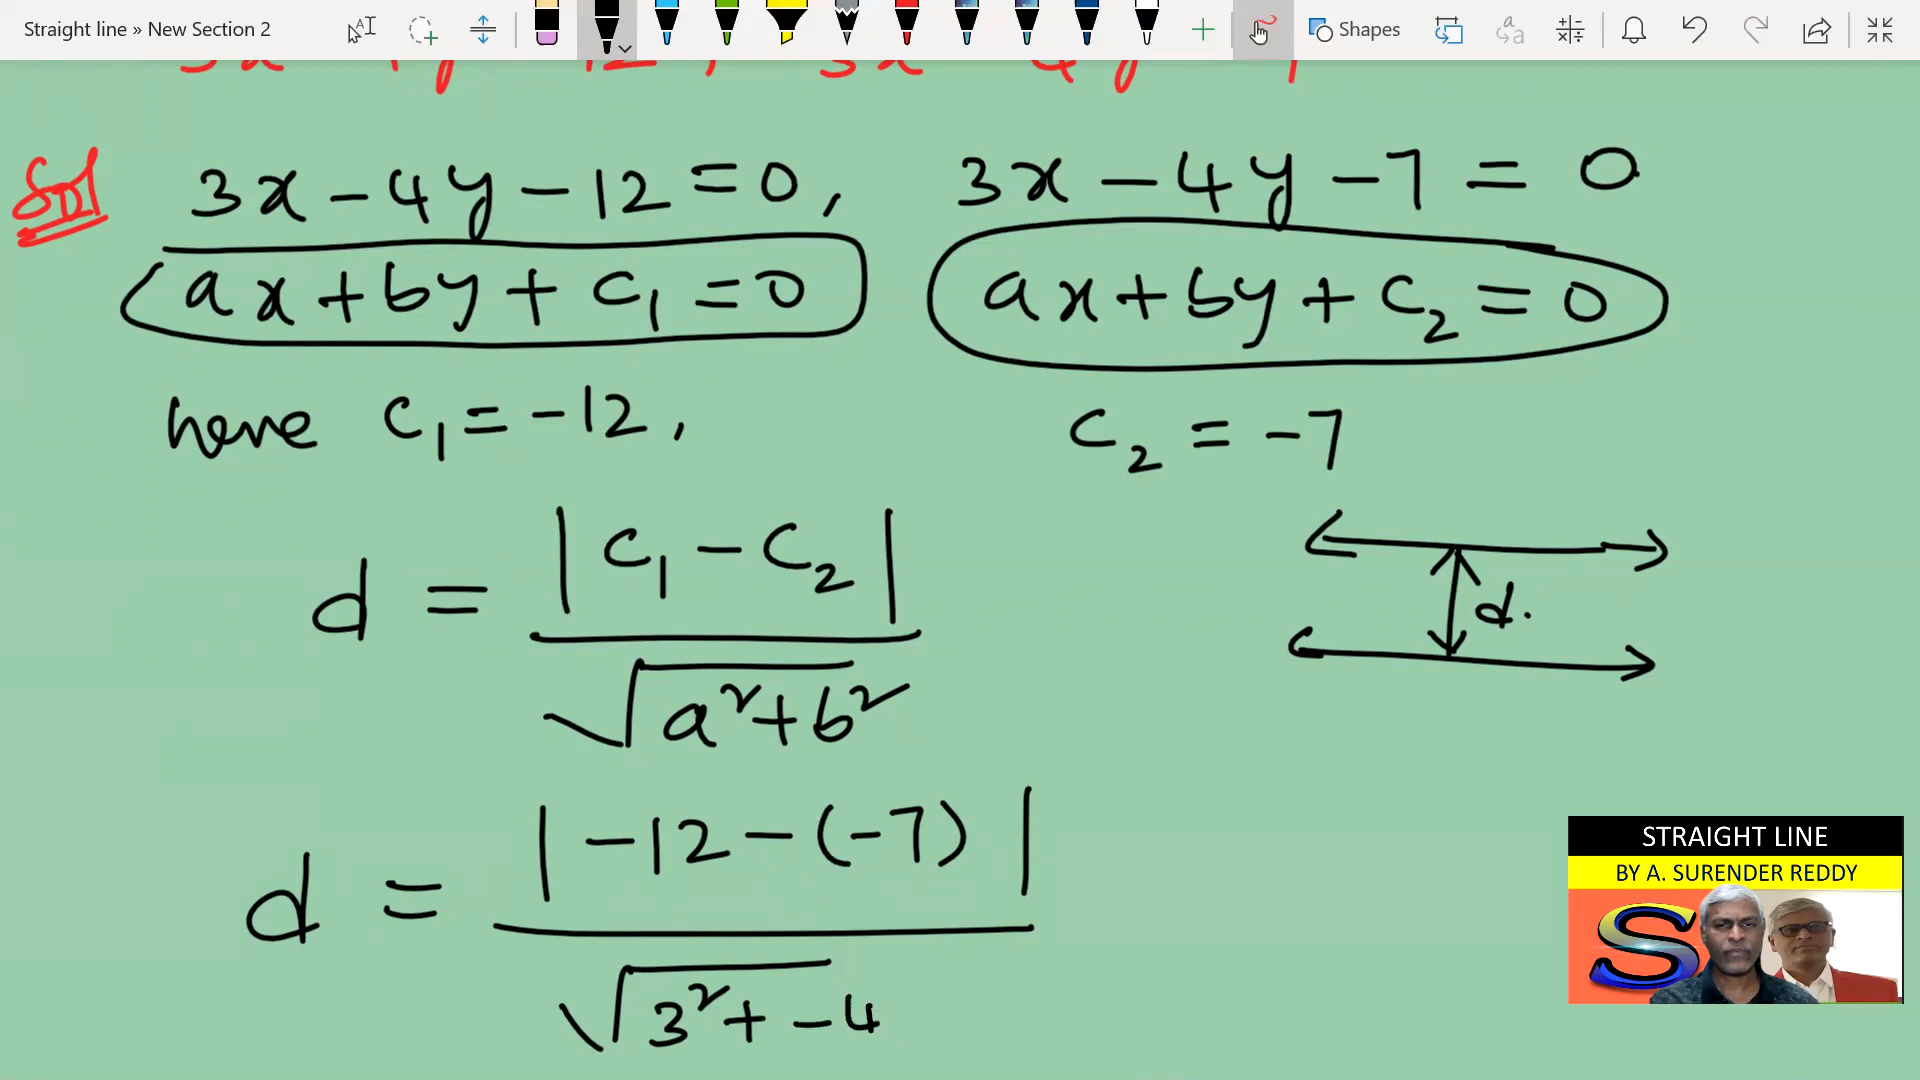 Straight line » New Section 2
Shapes
Sol
3x - 4y - 12 = 0, 3x - 4y - 7 = 0
ax + by + c₁ = 0 ax + by + c₂ = 0
here c₁ = -12, c₂ = -7
d = |c₁ - c₂| / √(a² + b²)
d.
d = |-12 - (-7)| / √(3² + -4
STRAIGHT LINE
BY A. SURENDER REDDY
S